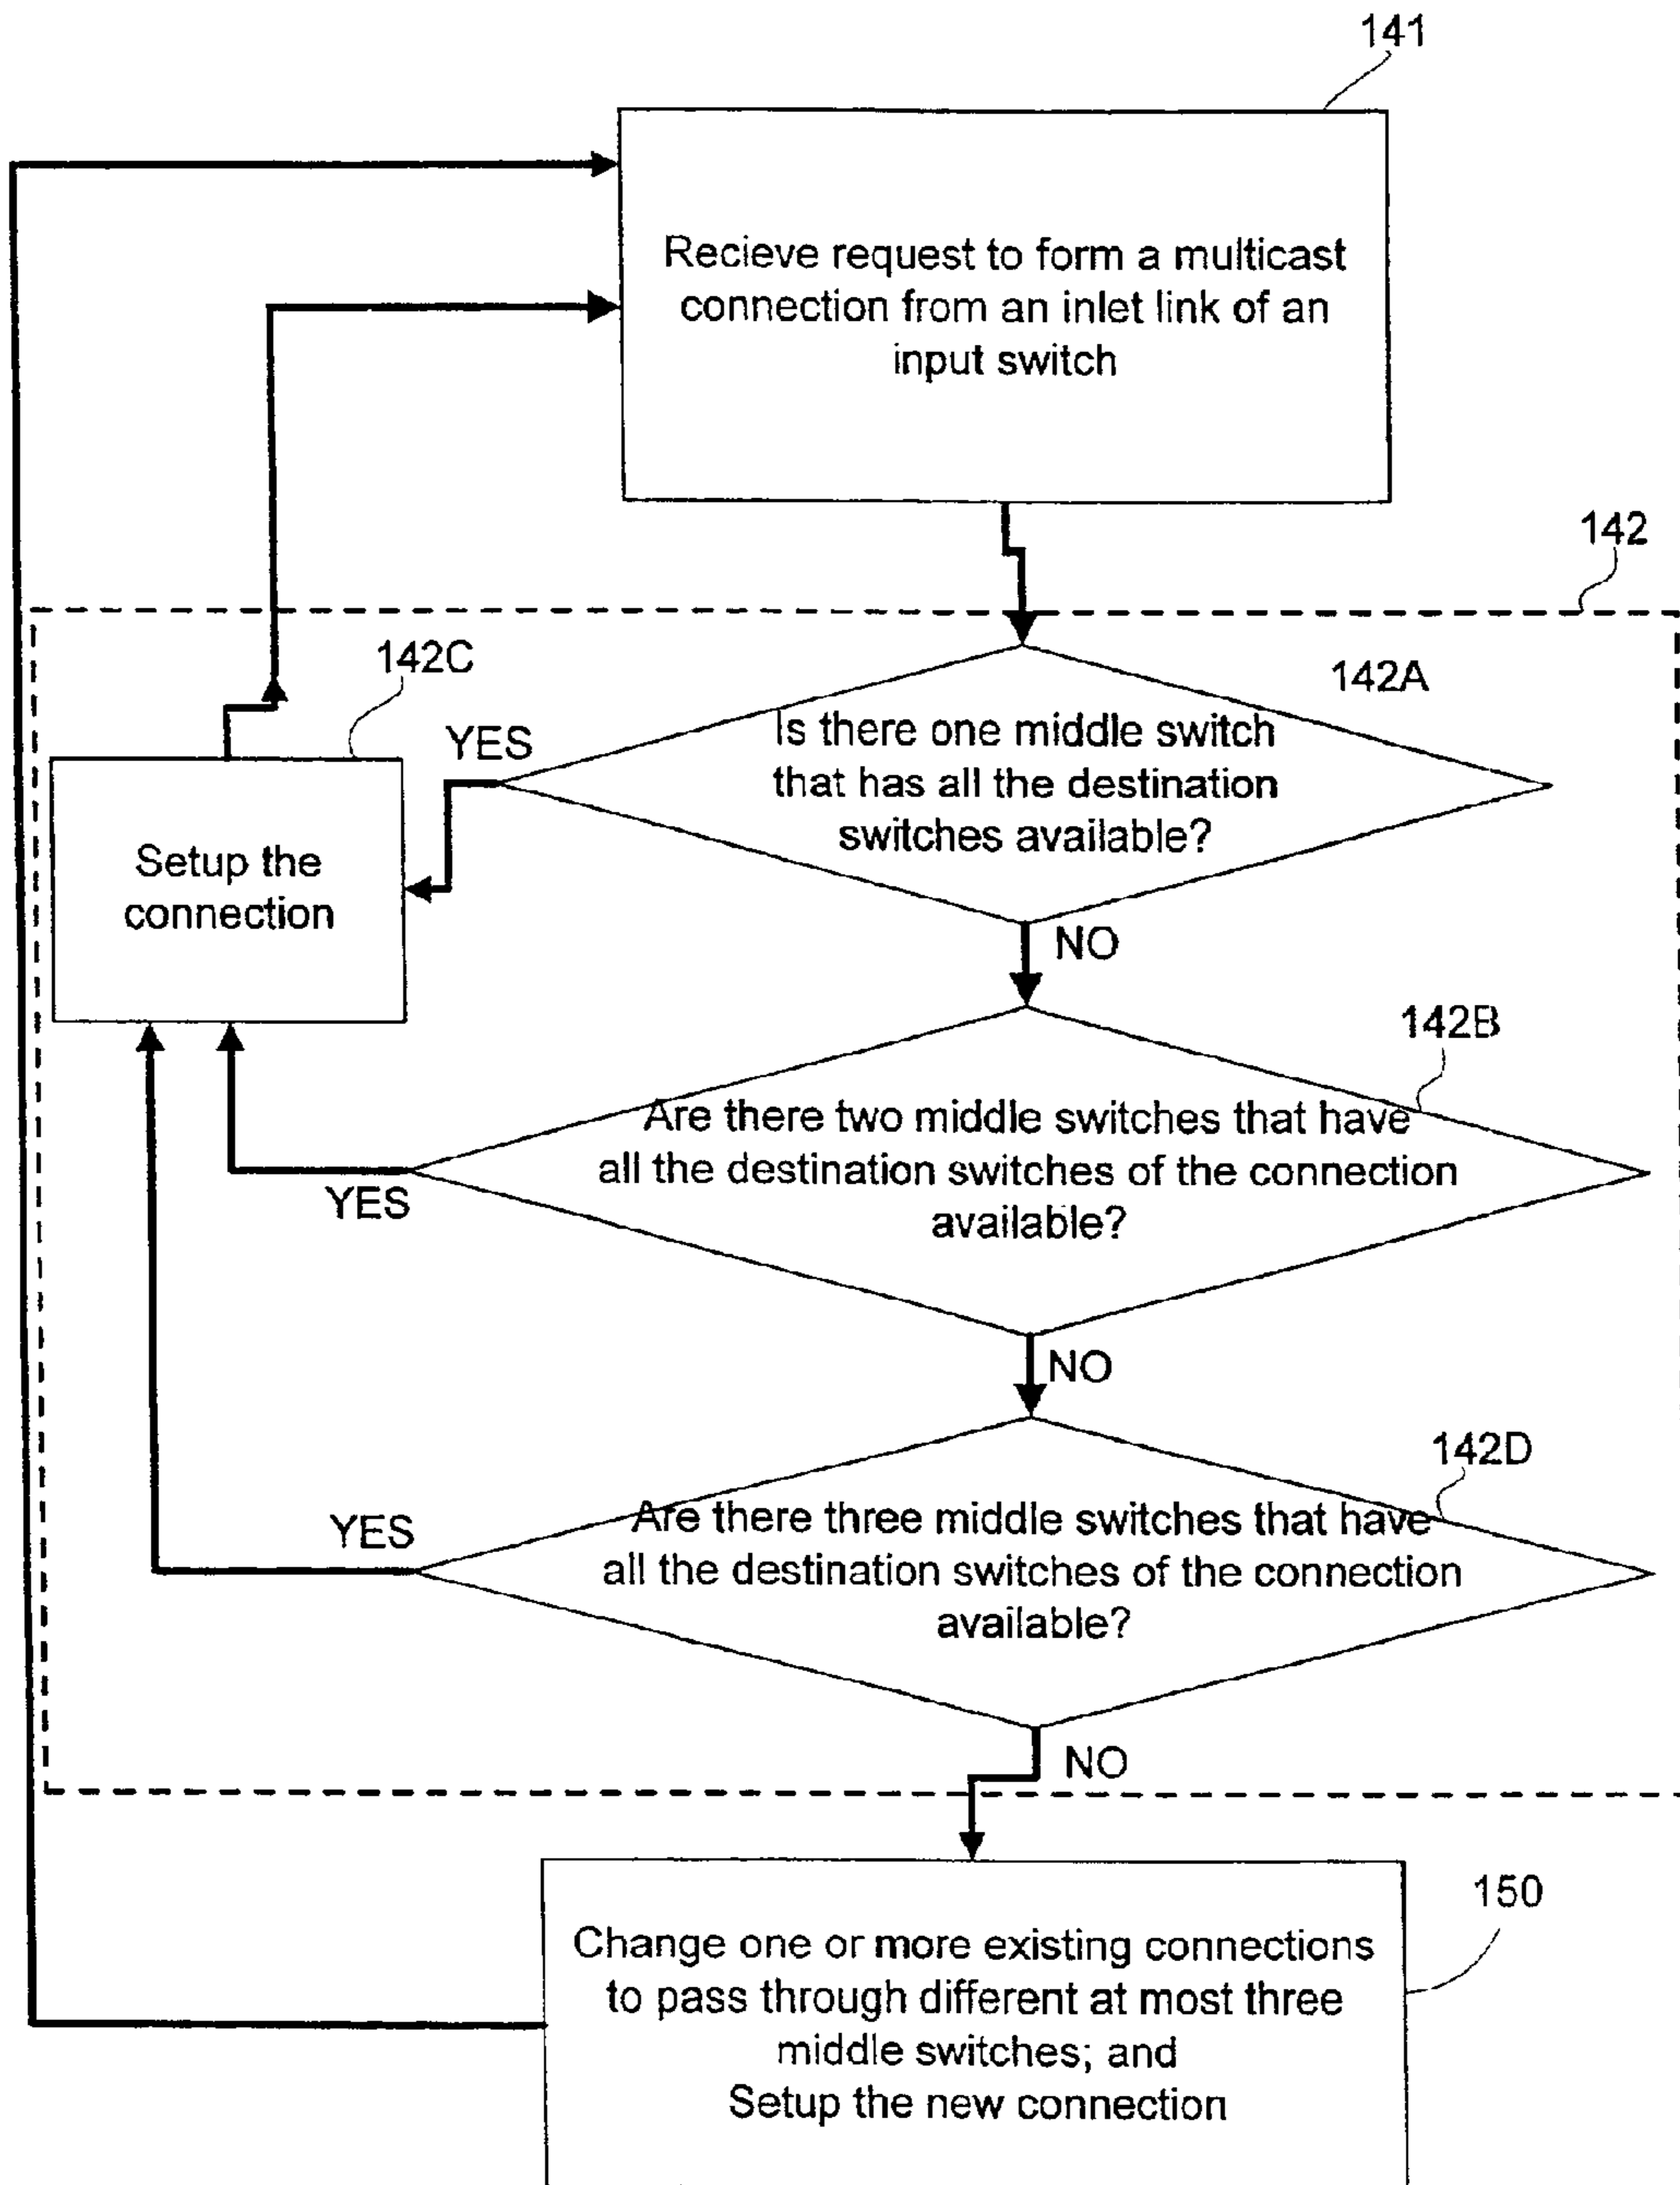 141
Recieve request to form a multicast
connection from an inlet link of an
input switch
142
142C
142A
YES
Is there one middle switch
that has all the destination
switches available?
Setup the
connection
NO
142B
Are there two middle switches that have
all the destination switches of the connection
available?
YES
NO
142D
YES
Are there three middle switches that have
all the destination switches of the connection
available?
NO
150
Change one or more existing connections
to pass through different at most three
middle switches; and
Setup the new connection